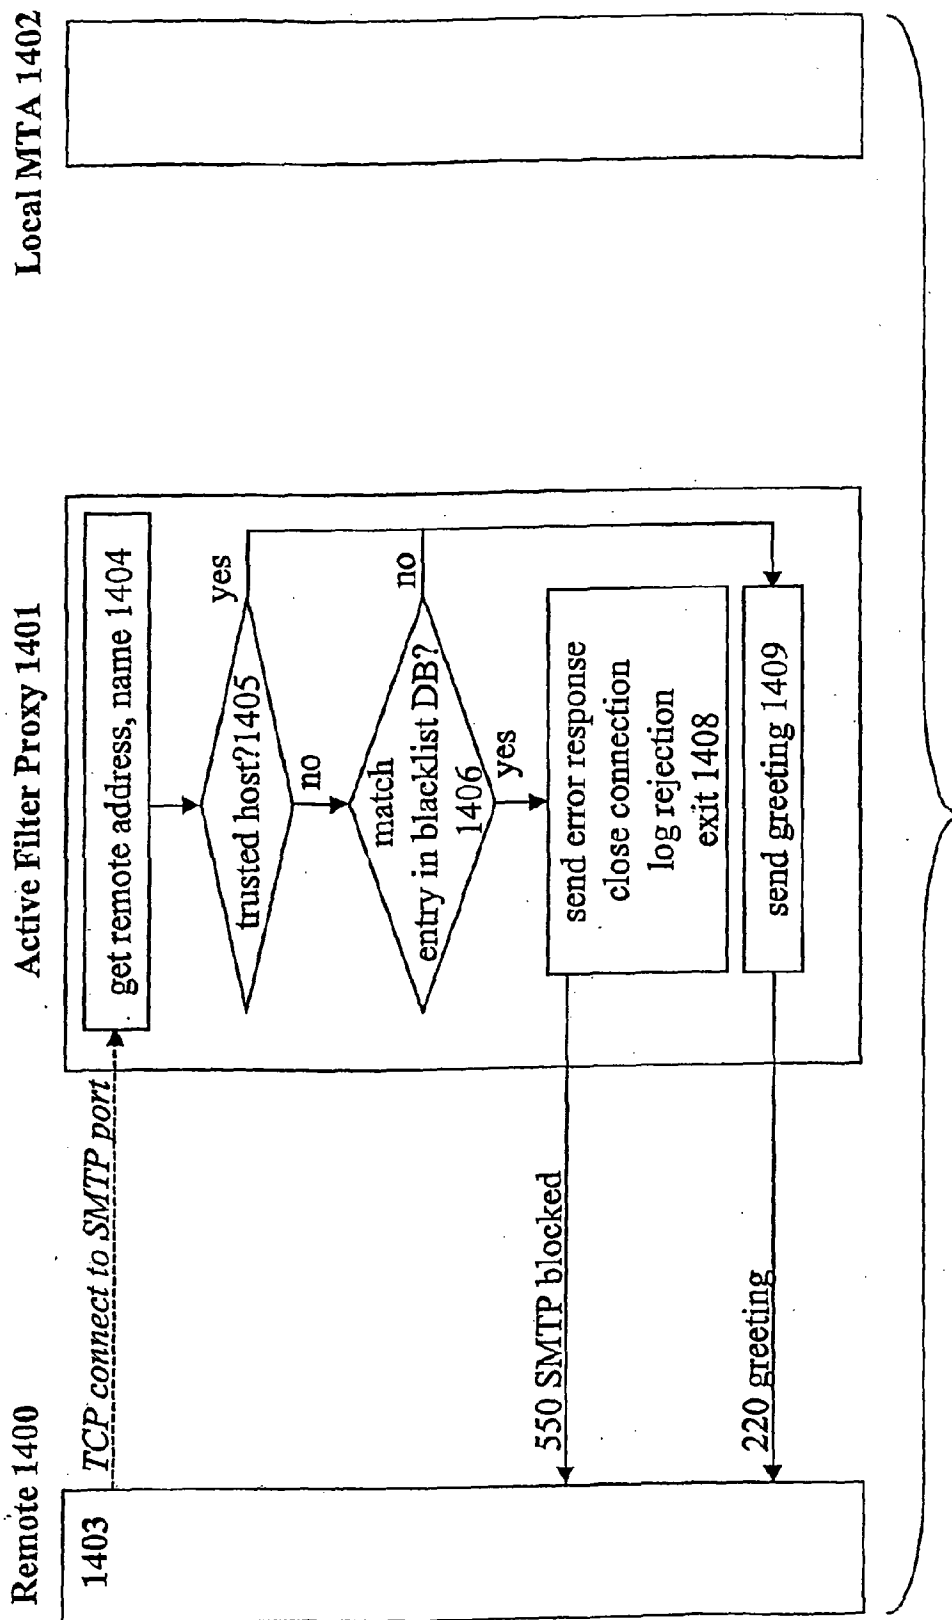 Remote 1400
Active Filter Proxy 1401
Local MTA 1402
1403
TCP connect to SMTP port
get remote address, name 1404
trusted host?1405
yes
no
match
entry in blacklist DB?
1406
no
yes
send error response
close connection
log rejection
exit 1408
550 SMTP blocked
send greeting 1409
220 greeting